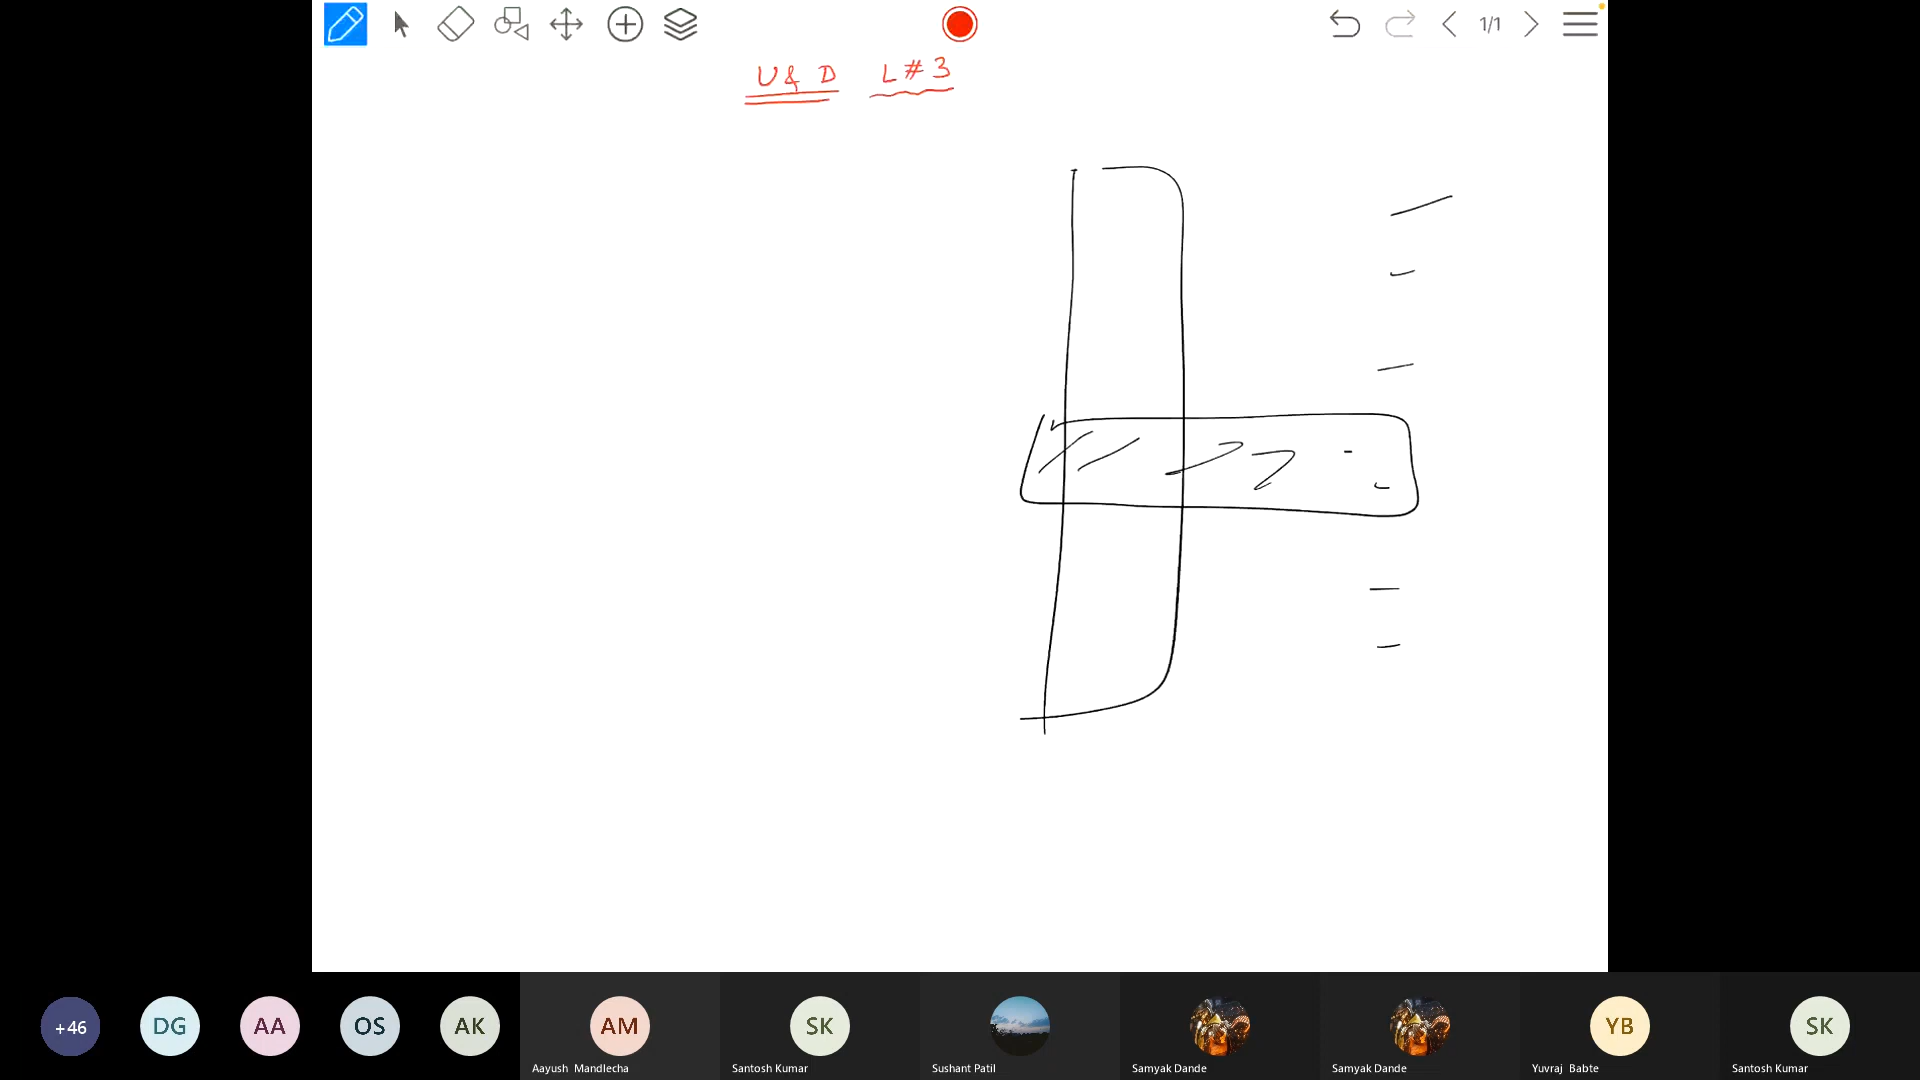 1/1
U & D L # 3
+46 DG AA OS AK AM SK YB SK
Aayush Mandlecha Santosh Kumar Sushant Patil Samyak Dande Samyak Dande Yuvraj Babte Santosh Kumar